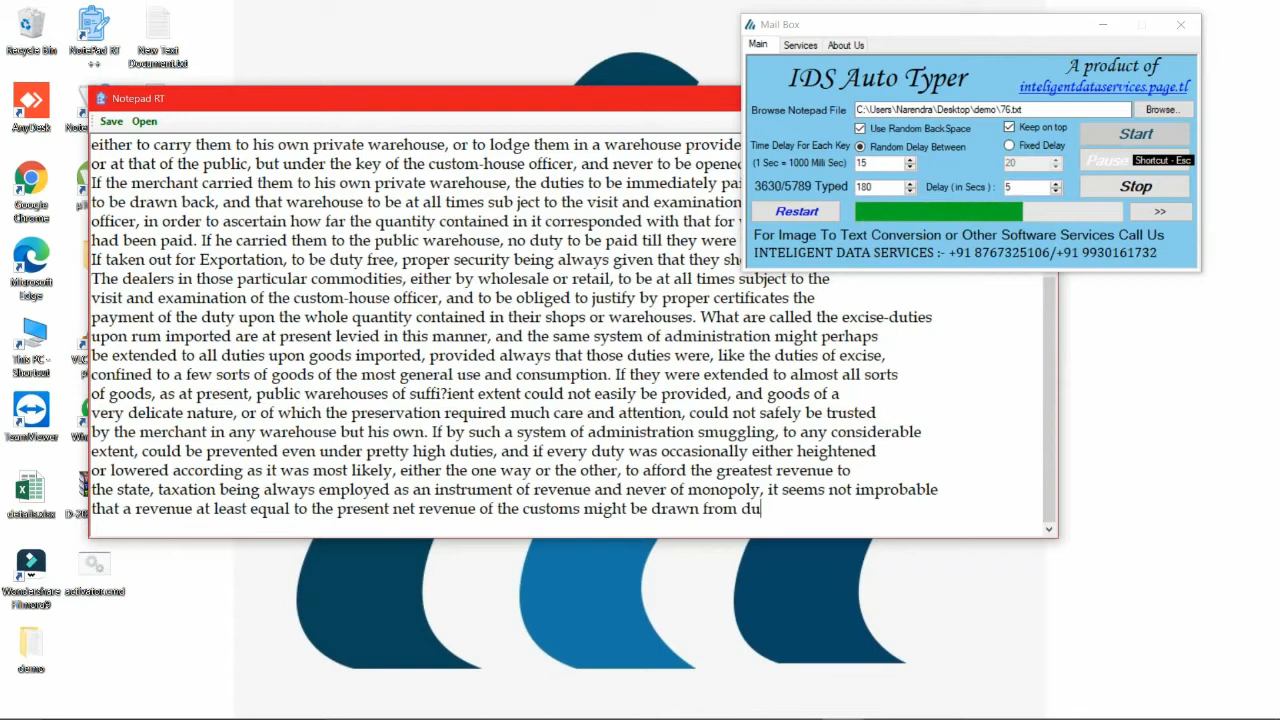 Recycle Bin
NotePad RT
++
New Text
Document.txt
AnyDesk
Google
Chrome
Microsoft
Edge
This PC -
Shortcut
TeamViewer
details.xlsx
Wondershare
Filmora9
activator.cmd
demo
Notepad RT
Save Open
either to carry them to his own private warehouse, or to lodge them in a warehouse provide
or at that of the public, but under the key of the custom-house officer, and never to be opene
If the merchant carried them to his own private warehouse, the duties to be immediately pai
to be drawn back, and that warehouse to be at all times sub ject to the visit and examination
officer, in order to ascertain how far the quantity contained in it corresponded with that for
had been paid. If he carried them to the public warehouse, no duty to be paid till they were
If taken out for Exportation, to be duty free, proper security being always given that they sh
The dealers in those particular commodities, either by wholesale or retail, to be at all times subject to the
visit and examination of the custom-house officer, and to be obliged to justify by proper certificates the
payment of the duty upon the whole quantity contained in their shops or warehouses. What are called the excise-duties
upon rum imported are at present levied in this manner, and the same system of administration might perhaps
be extended to all duties upon goods imported, provided always that those duties were, like the duties of excise,
confined to a few sorts of goods of the most general use and consumption. If they were extended to almost all sorts
of goods, as at present, public warehouses of suffi?ient extent could not easily be provided, and goods of a
very delicate nature, or of which the preservation required much care and attention, could not safely be trusted
by the merchant in any warehouse but his own. If by such a system of administration smuggling, to any considerable
extent, could be prevented even under pretty high duties, and if every duty was occasionally either heightened
or lowered according as it was most likely, either the one way or the other, to afford the greatest revenue to
the state, taxation being always employed as an instrument of revenue and never of monopoly, it seems not improbable
that a revenue at least equal to the present net revenue of the customs might be drawn from du
Mail Box
Main Services About Us
IDS Auto Typer
A product of
inteligentdataservices.page.tl
Browse Notepad File C:\Users\Narendra\Desktop\demo\76.txt Browse..
Use Random BackSpace Keep on top Start
Time Delay For Each Key Random Delay Between Fixed Delay
(1 Sec = 1000 Milli Sec) 15 20 Pause Shortcut - Esc
3630/5789 Typed 180 Delay (in Secs) : 5 Stop
Restart >>
For Image To Text Conversion or Other Software Services Call Us
INTELIGENT DATA SERVICES :- +91 8767325106/+91 9930161732